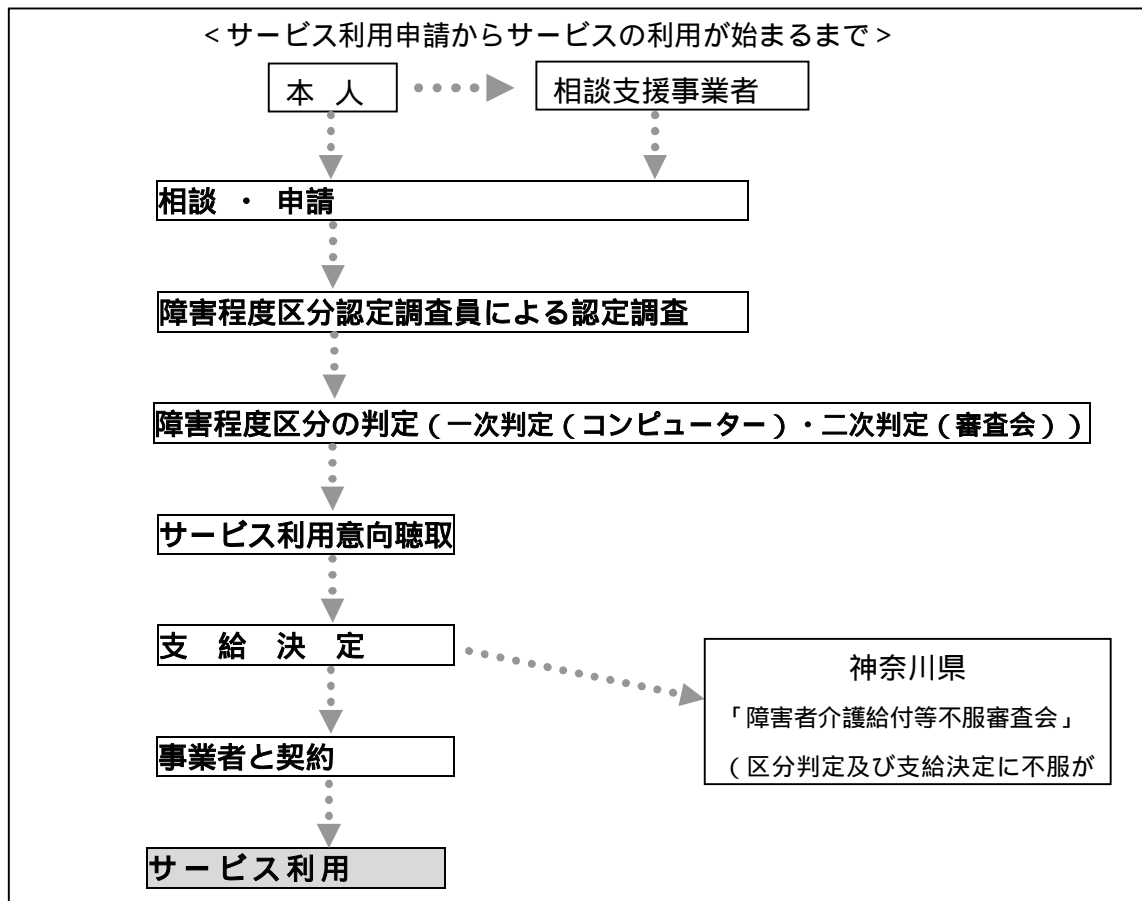 ＜サービス利用申請からサービスの利用が始まるまで＞
本 人
相談支援事業者
相談 ・ 申請
障害程度区分認定調査員による認定調査
障害程度区分の判定（一次判定（コンピューター）・二次判定（審査会））
サービス利用意向聴取
支 給 決 定
神奈川県
「障害者介護給付等不服審査会」
（区分判定及び支給決定に不服が
事業者と契約
サービス利用